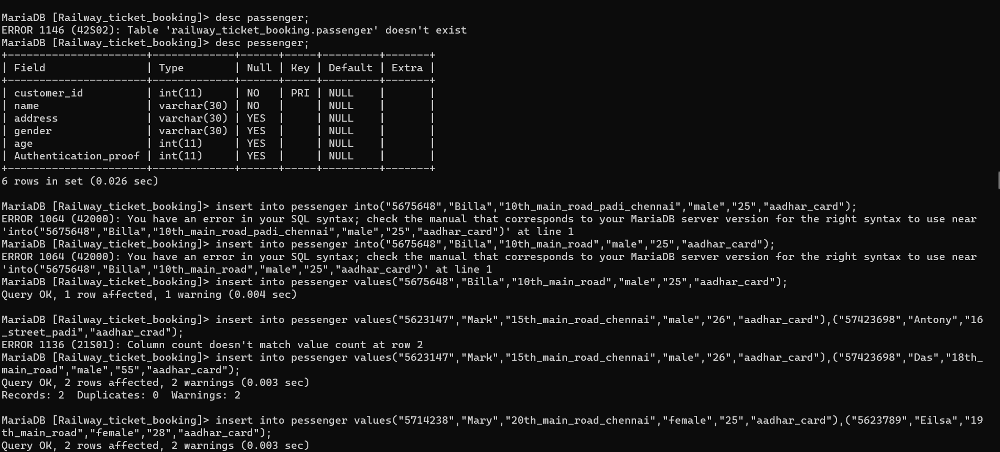 MariaDB [Railway_ticket_booking]> desc passenger;
ERROR 1146 (42S02): Table 'railway_ticket_booking.passenger' doesn't exist
MariaDB [Railway_ticket_booking]> desc pessenger;
+----------------------+-------------+------+-----+---------+-------+
| Field                | Type        | Null | Key | Default | Extra |
+----------------------+-------------+------+-----+---------+-------+
| customer_id          | int(11)     | NO   | PRI | NULL    |       |
| name                 | varchar(30) | NO   |     | NULL    |       |
| address              | varchar(30) | YES  |     | NULL    |       |
| gender               | varchar(30) | YES  |     | NULL    |       |
| age                  | int(11)     | YES  |     | NULL    |       |
| Authentication_proof | int(11)     | YES  |     | NULL    |       |
+----------------------+-------------+------+-----+---------+-------+
6 rows in set (0.026 sec)

MariaDB [Railway_ticket_booking]> insert into pessenger into("5675648","Billa","10th_main_road_padi_chennai","male","25","aadhar_card");
ERROR 1064 (42000): You have an error in your SQL syntax; check the manual that corresponds to your MariaDB server version for the right syntax to use near
'into("5675648","Billa","10th_main_road_padi_chennai","male","25","aadhar_card")' at line 1
MariaDB [Railway_ticket_booking]> insert into pessenger into("5675648","Billa","10th_main_road","male","25","aadhar_card");
ERROR 1064 (42000): You have an error in your SQL syntax; check the manual that corresponds to your MariaDB server version for the right syntax to use near
'into("5675648","Billa","10th_main_road","male","25","aadhar_card")' at line 1
MariaDB [Railway_ticket_booking]> insert into pessenger values("5675648","Billa","10th_main_road","male","25","aadhar_card");
Query OK, 1 row affected, 1 warning (0.004 sec)

MariaDB [Railway_ticket_booking]> insert into pessenger values("5623147","Mark","15th_main_road_chennai","male","26","aadhar_card"),("57423698","Antony","16
_street_padi","aadhar_crad");
ERROR 1136 (21S01): Column count doesn't match value count at row 2
MariaDB [Railway_ticket_booking]> insert into pessenger values("5623147","Mark","15th_main_road_chennai","male","26","aadhar_card"),("57423698","Das","18th_
main_road","male","55","aadhar_card");
Query OK, 2 rows affected, 2 warnings (0.003 sec)
Records: 2  Duplicates: 0  Warnings: 2

MariaDB [Railway_ticket_booking]> insert into pessenger values("5714238","Mary","20th_main_road_chennai","female","25","aadhar_card"),("5623789","Eilsa","19
th_main_road","female","28","aadhar_card");
Query OK, 2 rows affected, 2 warnings (0.003 sec)